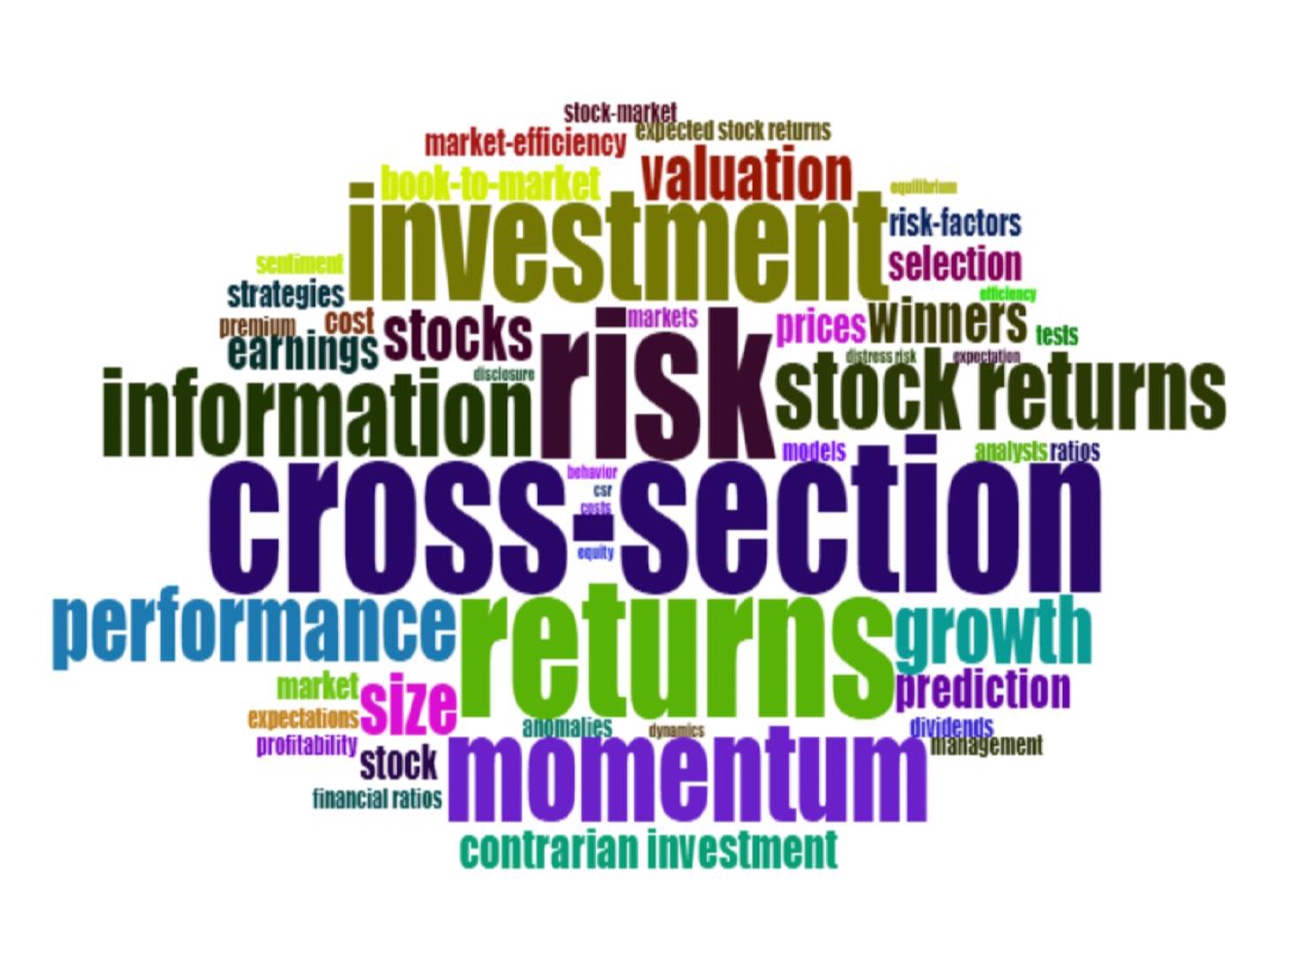 stock-market
market-efficiency expected stock returns
book-to-market valuation
equilibrium
investment risk-factors
sentiment selection
strategies efficiency
premium cost stocks markets prices winners tests
earnings distress risk expectation
disclosure
information risk stock returns
models analysts ratios
behavior
csr
costs
cross-section
equity
performance returns growth
market size prediction
expectations anomalies dynamics dividends
profitability management
stock momentum
financial ratios
contrarian investment